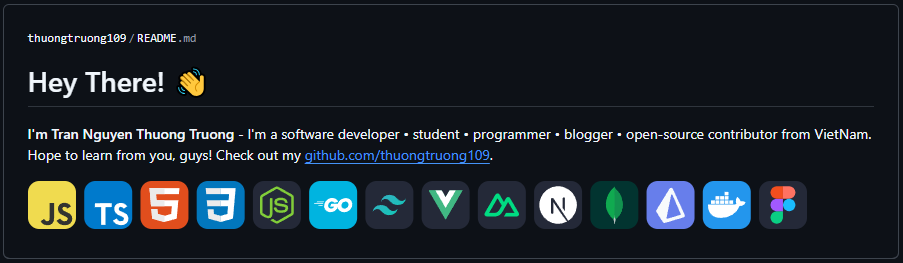 thuongtruong109/README.md
Hey There! 👋
I'm Tran Nguyen Thuong Truong - I'm a software developer • student • programmer • blogger • open-source contributor from VietNam.
Hope to learn from you, guys! Check out my github.com/thuongtruong109.
JS TS 5 3 JS GO N